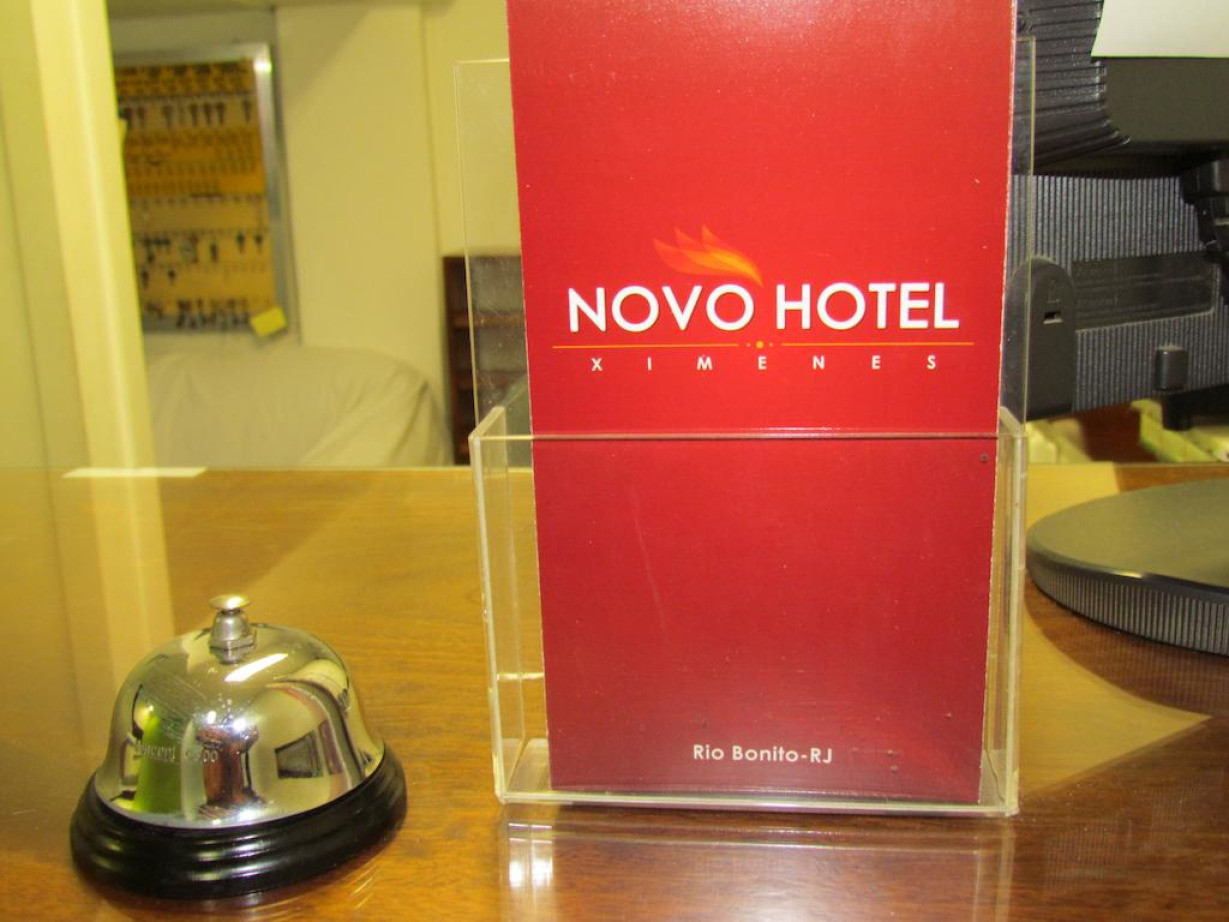 NOVO HOTEL
XIMENES
Rio Bonito-RJ